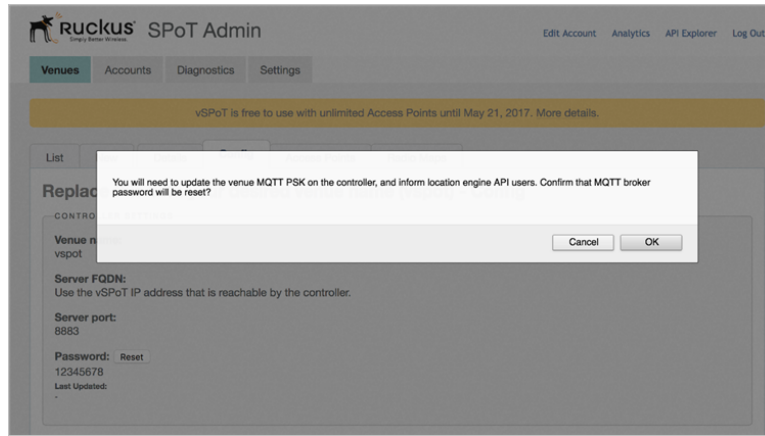 Ruckus SPoT Admin
Simply Better Wireless.
Edit Account Analytics API Explorer Log Out
Venues Accounts Diagnostics Settings
vSPoT is free to use with unlimited Access Points until May 21, 2017. More details.
List
You will need to update the venue MQTT PSK on the controller, and inform location engine API users. Confirm that MQTT broker
password will be reset?
Cancel OK
Replac
CONTRO
Venue n
vspot
Server FQDN:
Use the vSPoT IP address that is reachable by the controller.
Server port:
8883
Password: Reset
12345678
Last Updated:
-